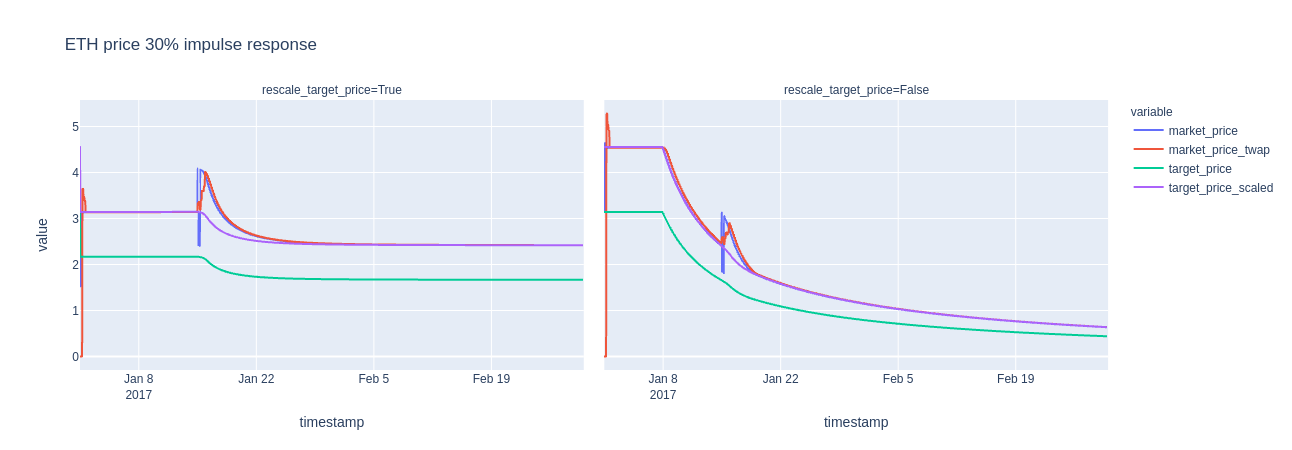 ETH price 30% impulse response
rescale_target_price=True
rescale_target_price=False
variable
market_price
market_price_twap
target_price
target_price_scaled
value
5
4
3
2
1
0
Jan 8
2017
Jan 22
Feb 5
Feb 19
Jan 8
2017
Jan 22
Feb 5
Feb 19
timestamp
timestamp